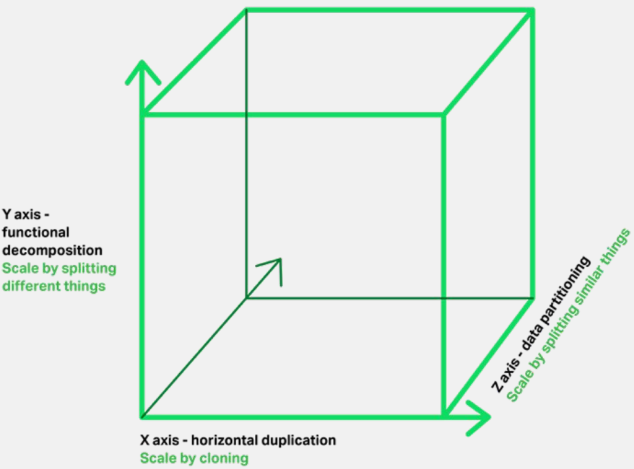 Y axis -
functional
decomposition
Scale by splitting
different things
Z axis - data partitioning
Scale by splitting similar things
X axis - horizontal duplication
Scale by cloning